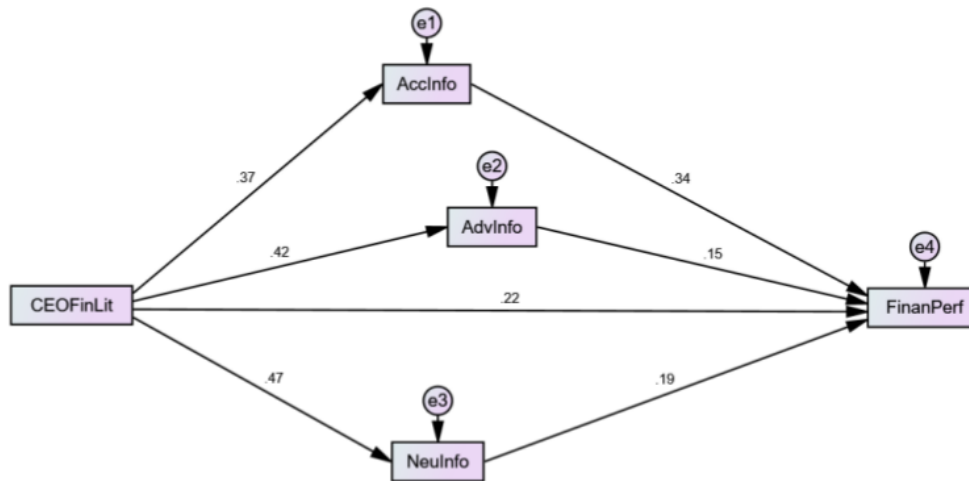 e1
AccInfo
.37
.34
e2
AdvInfo
.42
.15
e4
CEOFinLit
.22
FinanPerf
.47
.19
e3
NeuInfo